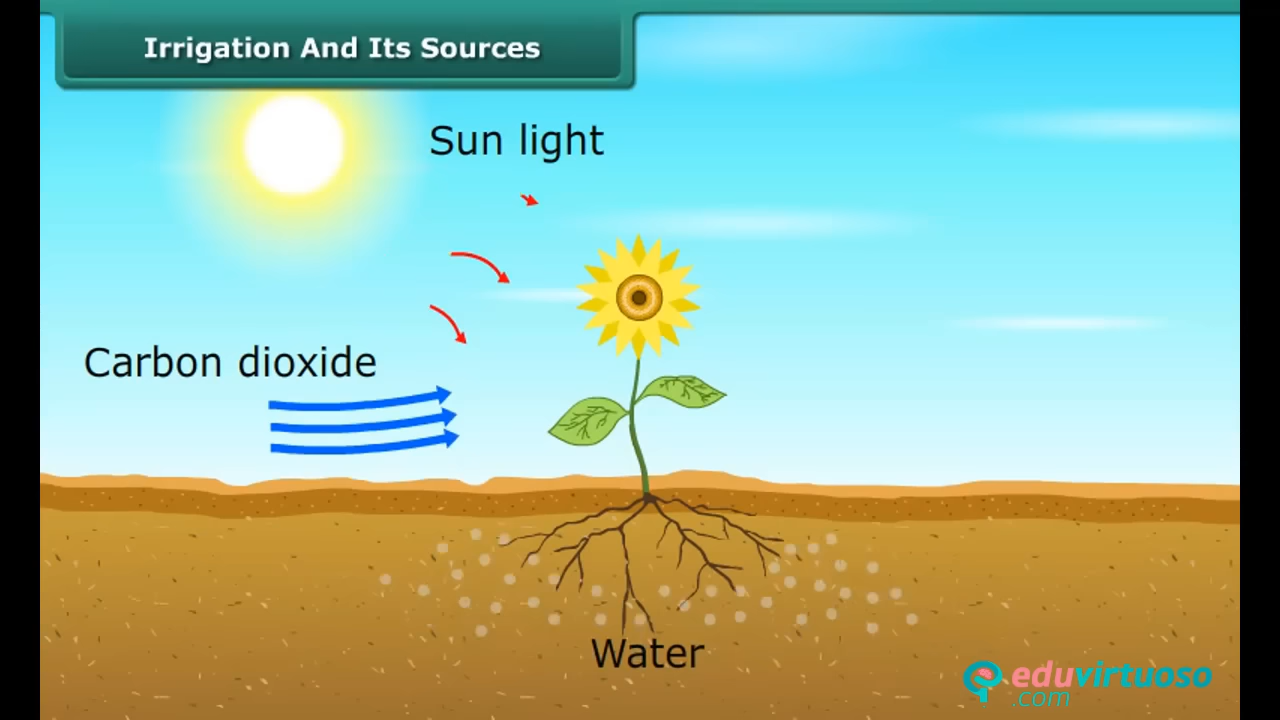 Irrigation And Its Sources
Sun light
Carbon dioxide
Water
eduvirtuoso
.com